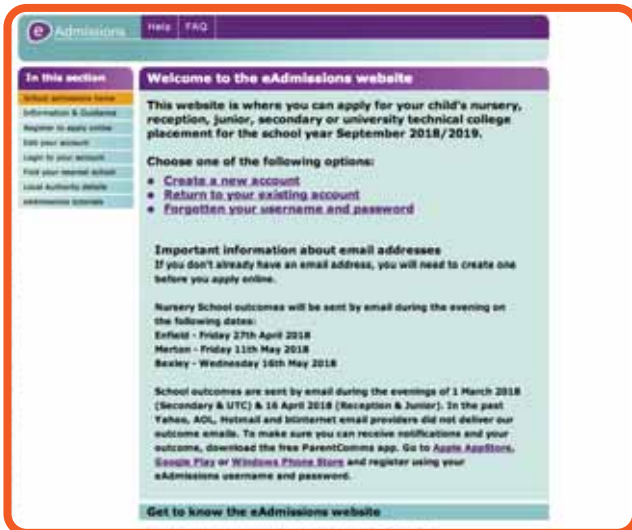 e Admissions
Help FAQ
In this section
School admissions home
Information & Guidance
Register to apply online
Edit your account
Login to your account
Find your nearest school
Local Authority details
eAdmissions tutorials
Welcome to the eAdmissions website
This website is where you can apply for your child's nursery,
reception, junior, secondary or university technical college
placement for the school year September 2018/2019.
Choose one of the following options:
• Create a new account
• Return to your existing account
• Forgotten your username and password
Important information about email addresses
If you don't already have an email address, you will need to create one
before you apply online.
Nursery School outcomes will be sent by email during the evening on
the following dates:
Enfield - Friday 27th April 2018
Merton - Friday 11th May 2018
Bexley - Wednesday 16th May 2018
School outcomes are sent by email during the evenings of 1 March 2018
(Secondary & UTC) & 16 April 2018 (Reception & Junior). In the past
Yahoo, AOL, Hotmail and btinternet email providers did not deliver our
outcome emails. To make sure you can receive notifications and your
outcome, download the free ParentComms app. Go to Apple AppStore,
Google Play or Windows Phone Store and register using your
eAdmissions username and password.
Get to know the eAdmissions website